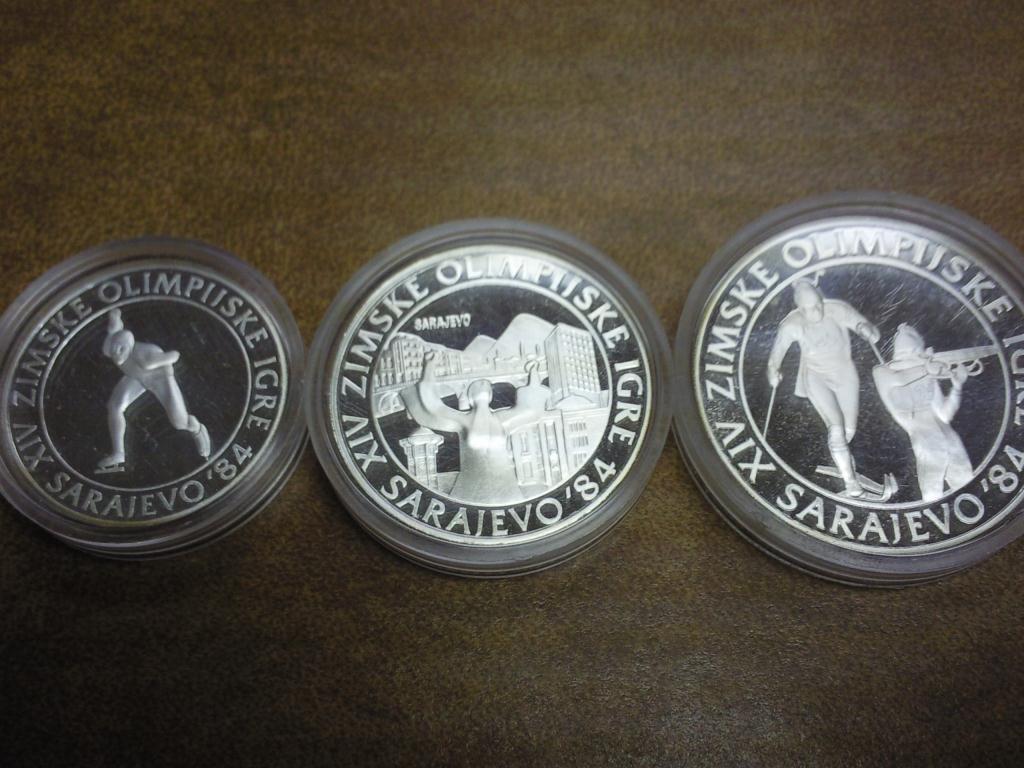 XIV ZIMSKE OLIMPIJSKE IGRE
SARAJEVO '84
XIV ZIMSKE OLIMPIJSKE IGRE
SARAJEVO '84
SARAJEVO
XIV ZIMSKE OLIMPIJSKE IGRE
SARAJEVO '84